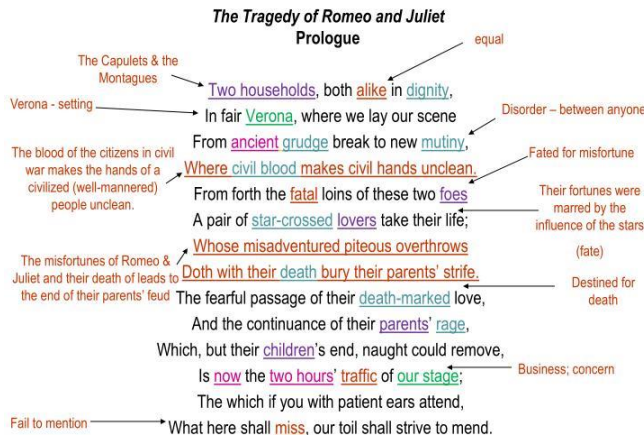 The Tragedy of Romeo and Juliet
Prologue
equal
The Capulets & the
Montagues
Two households, both alike in dignity,
Verona - setting
In fair Verona, where we lay our scene
Disorder – between anyone
From ancient grudge break to new mutiny,
The blood of the citizens in civil
war makes the hands of a
civilized (well-mannered)
people unclean.
Where civil blood makes civil hands unclean.
Fated for misfortune
From forth the fatal loins of these two foes
Their fortunes were
marred by the
influence of the stars
(fate)
A pair of star-crossed lovers take their life;
Whose misadventured piteous overthrows
The misfortunes of Romeo &
Juliet and their death of leads to
the end of their parents' feud
Doth with their death bury their parents' strife.
Destined for
death
The fearful passage of their death-marked love,
And the continuance of their parents' rage,
Which, but their children's end, naught could remove,
Business; concern
Is now the two hours' traffic of our stage;
The which if you with patient ears attend,
Fail to mention
What here shall miss, our toil shall strive to mend.